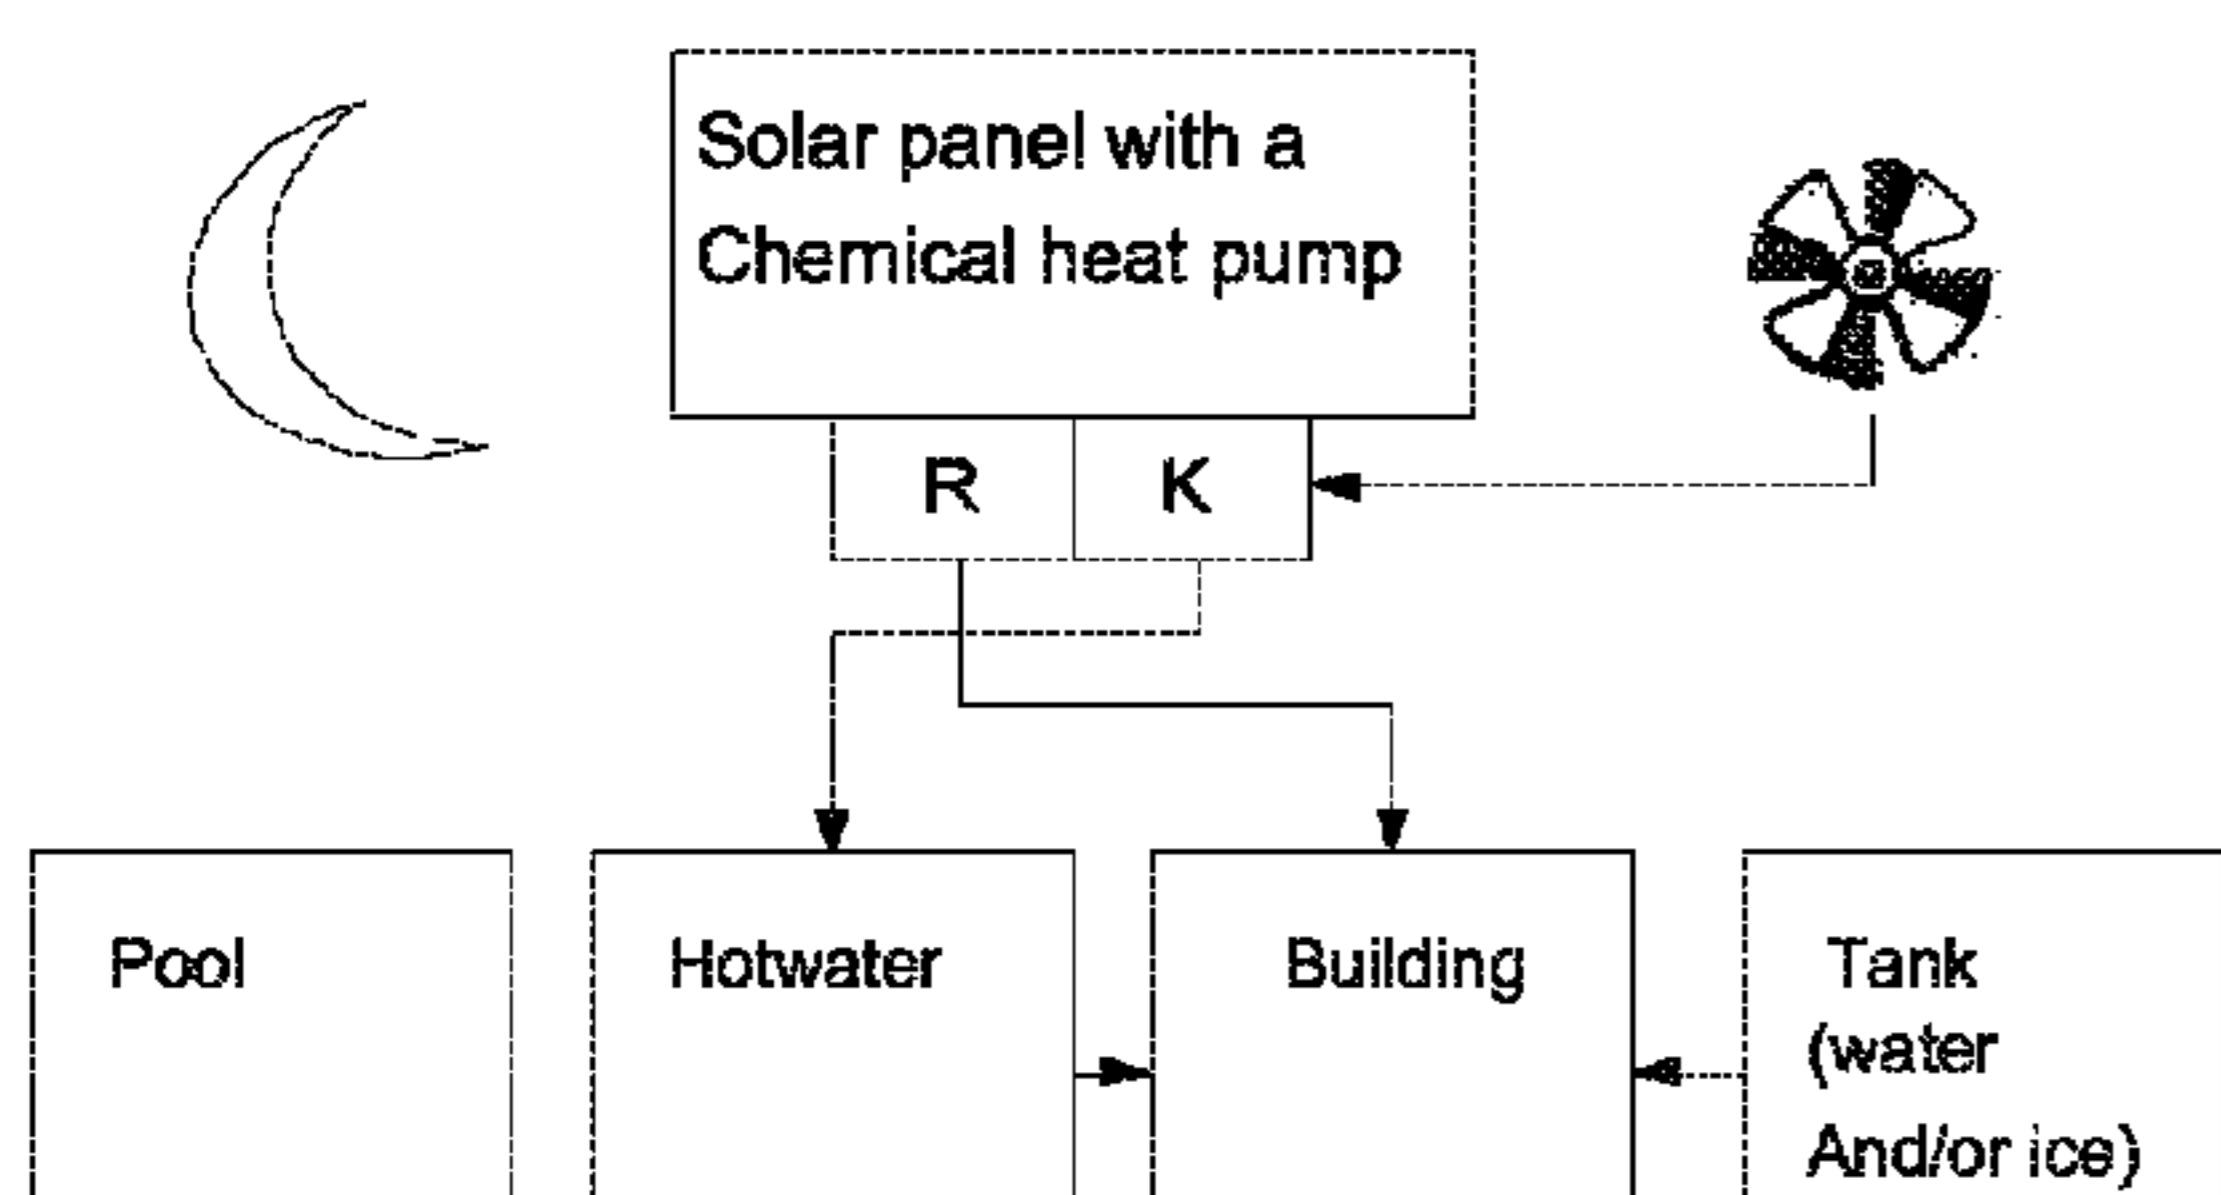 Solar panel with a
Chemical heat pump
R
K
Pool
Hotwater
Building
Tank
(water
And/or ice)